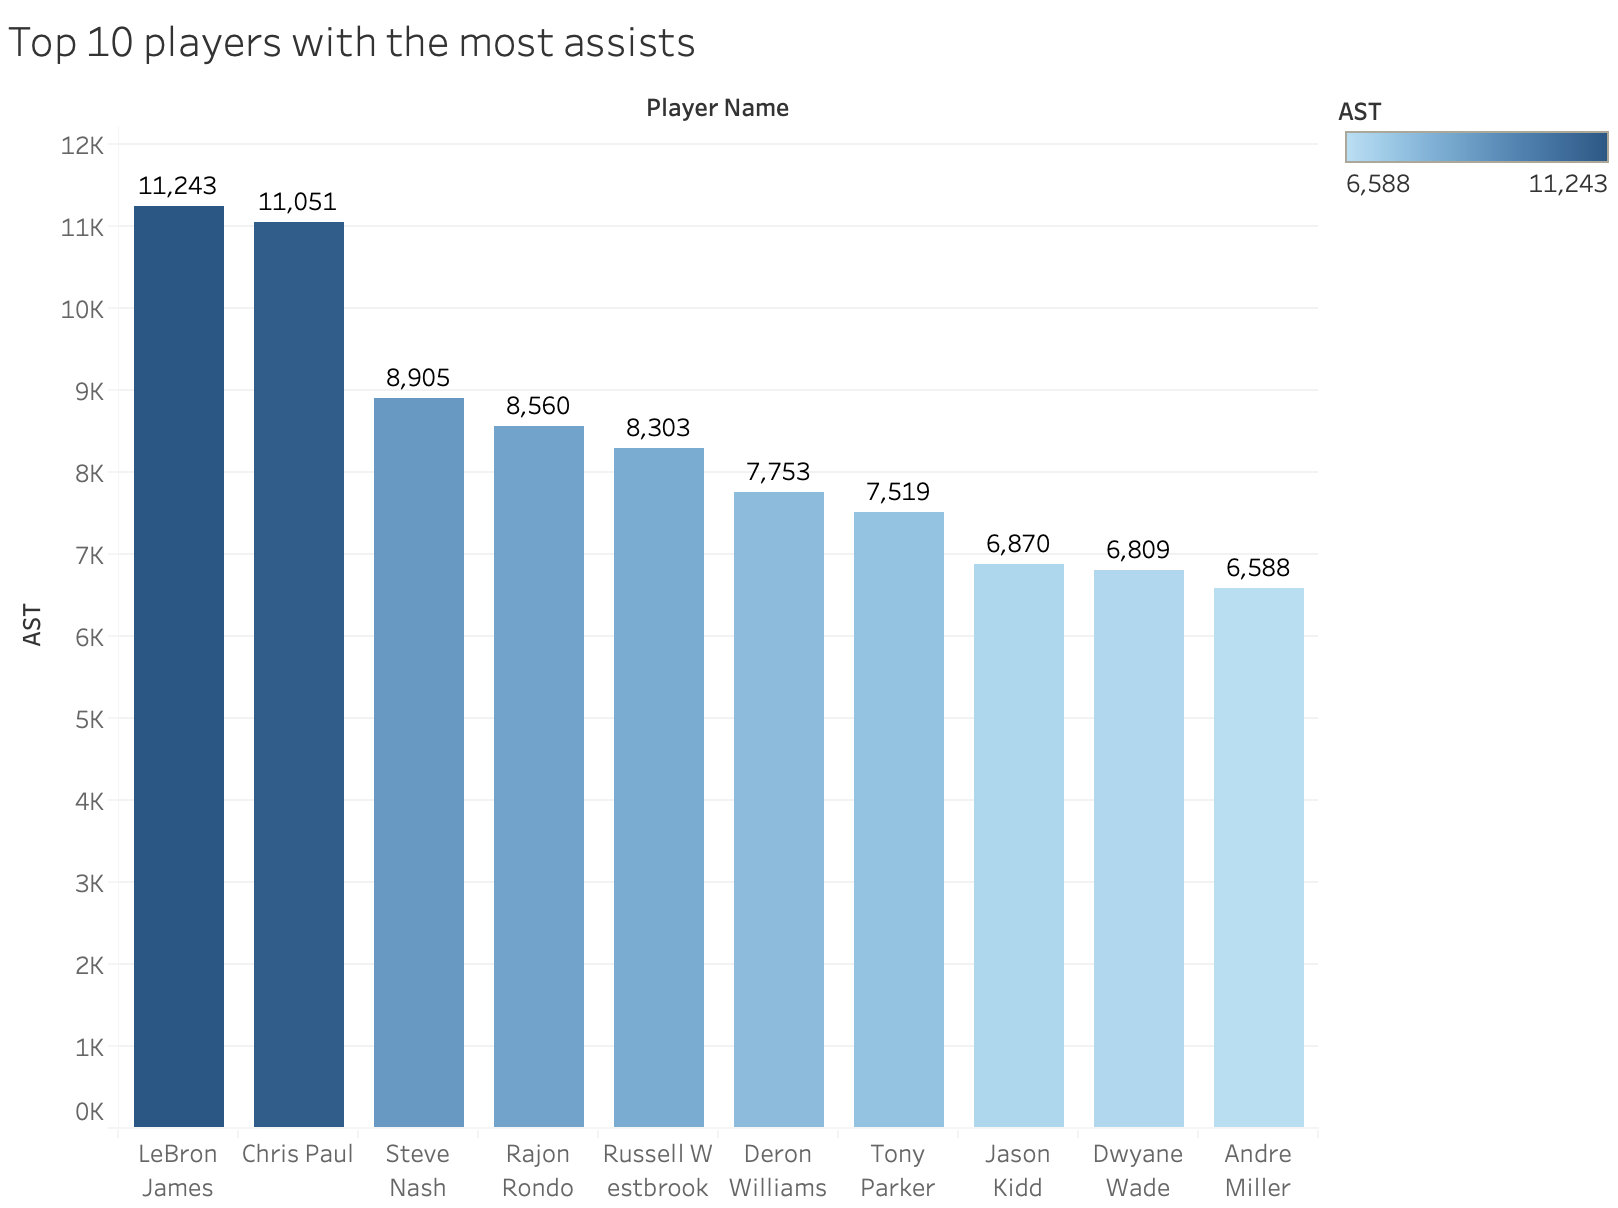 Top 10 players with the most assists
Player Name
AST
6,588 11,243
12K
11K
10K
9K
8K
7K
6K
5K
4K
3K
2K
1K
0K
AST
11,243
11,051
8,905
8,560
8,303
7,753
7,519
6,870
6,809
6,588
LeBron
James
Chris Paul
Steve
Nash
Rajon
Rondo
Russell W
estbrook
Deron
Williams
Tony
Parker
Jason
Kidd
Dwyane
Wade
Andre
Miller